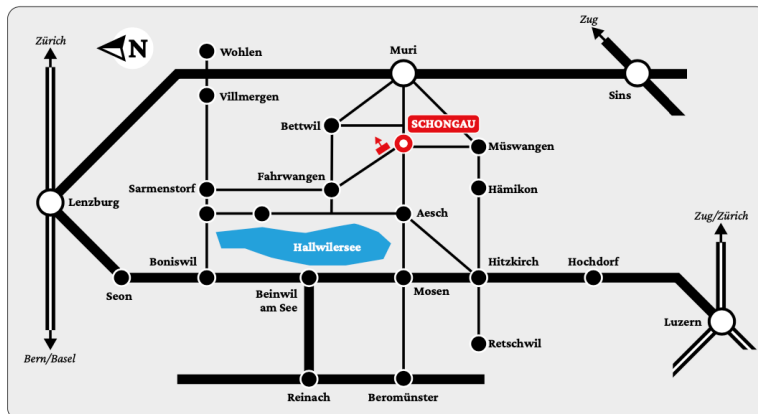 Zürich
N
Wohlen
Muri
Zug
Villmergen
Sins
Bettwil
SCHONGAU
Müswangen
Sarmenstorf
Fahrwangen
Hämikon
Lenzburg
Aesch
Zug/Zürich
Hallwilersee
Boniswil
Hitzkirch
Hochdorf
Seon
Beinwil
am See
Mosen
Luzern
Retschwil
Bern/Basel
Reinach
Beromünster